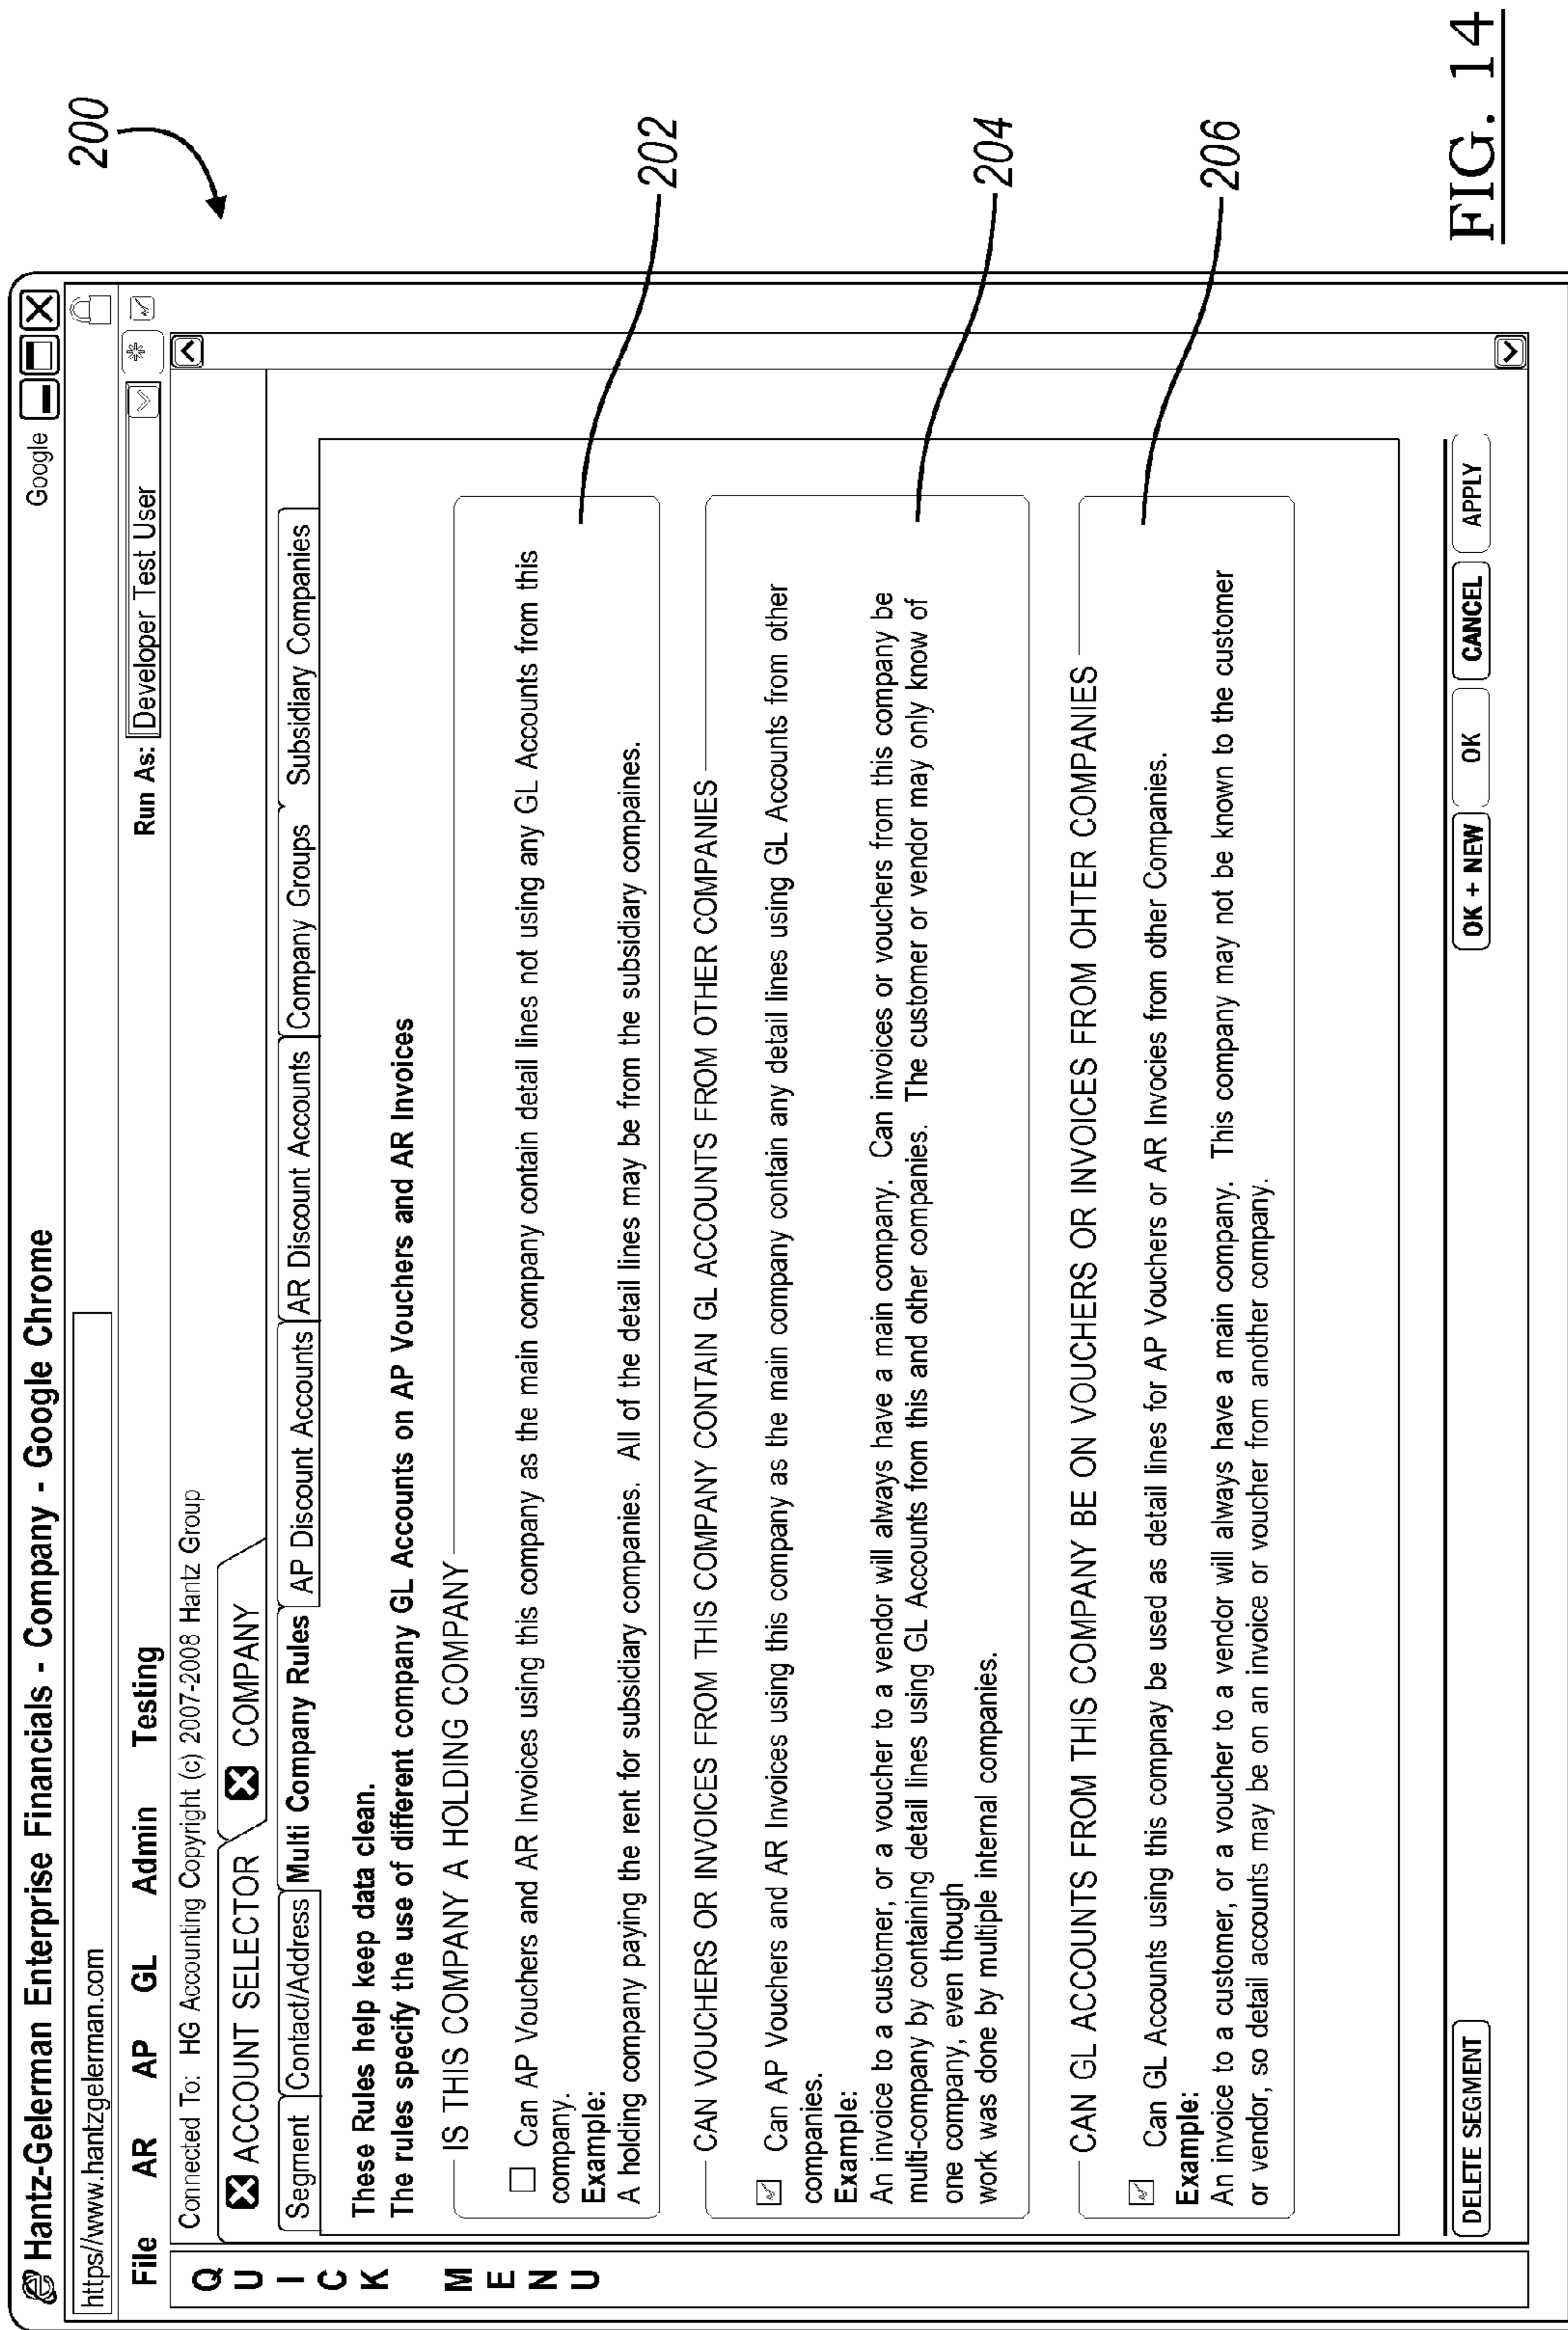 Hantz-Gelerman Enterprise Financials - Company - Google Chrome
Google
https//www.hantzgelerman.com
File AR AP GL Admin Testing
Run As: Developer Test User
Connected To: HG Accounting Copyright (c) 2007-2008 Hantz Group
QUICK MENU
ACCOUNT SELECTOR
COMPANY
Segment Contact/Address Multi Company Rules AP Discount Accounts AR Discount Accounts Company Groups Subsidiary Companies
These Rules help keep data clean.
The rules specify the use of different company GL Accounts on AP Vouchers and AR Invoices
IS THIS COMPANY A HOLDING COMPANY
Can AP Vouchers and AR Invoices using this company as the main company contain detail lines not using any GL Accounts from this
company.
Example:
A holding company paying the rent for subsidiary companies. All of the detail lines may be from the subsidiary compaines.
CAN VOUCHERS OR INVOICES FROM THIS COMPANY CONTAIN GL ACCOUNTS FROM OTHER COMPANIES
Can AP Vouchers and AR Invoices using this company as the main company contain any detail lines using GL Accounts from other
companies.
Example:
An invoice to a customer, or a voucher to a vendor will always have a main company. Can invoices or vouchers from this company be
multi-company by containing detail lines using GL Accounts from this and other companies. The customer or vendor may only know of
one company, even though
work was done by multiple internal companies.
CAN GL ACCOUNTS FROM THIS COMPANY BE ON VOUCHERS OR INVOICES FROM OHTER COMPANIES
Can GL Accounts using this compnay may be used as detail lines for AP Vouchers or AR Invocies from other Companies.
Example:
An invoice to a customer, or a voucher to a vendor will always have a main company. This company may not be known to the customer
or vendor, so detail accounts may be on an invoice or voucher from another company.
DELETE SEGMENT
OK + NEW OK CANCEL APPLY
200
202
204
206
FIG. 14